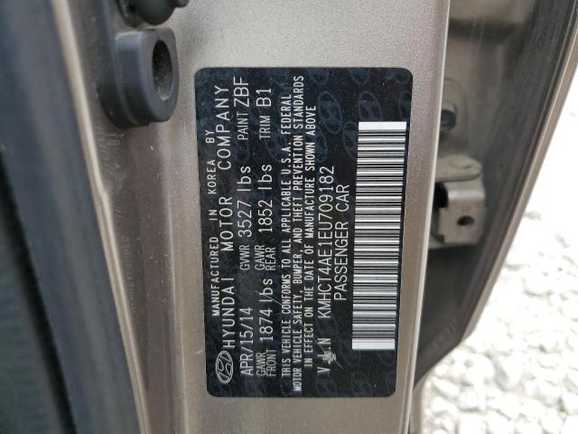 MANUFACTURED IN KOREA BY
HYUNDAI MOTOR COMPANY
APR/15/14 GVWR 3527 lbs PAINT ZBF
GAWR FRONT 1874 lbs GAWR REAR 1852 lbs TRIM B1
THIS VEHICLE CONFORMS TO ALL APPLICABLE U.S.A. FEDERAL
MOTOR VEHICLE SAFETY, BUMPER, AND THEFT PREVENTION STANDARDS
IN EFFECT ON THE DATE OF MANUFACTURE SHOWN ABOVE
V I N KMHCT4AE1EU709182
PASSENGER CAR